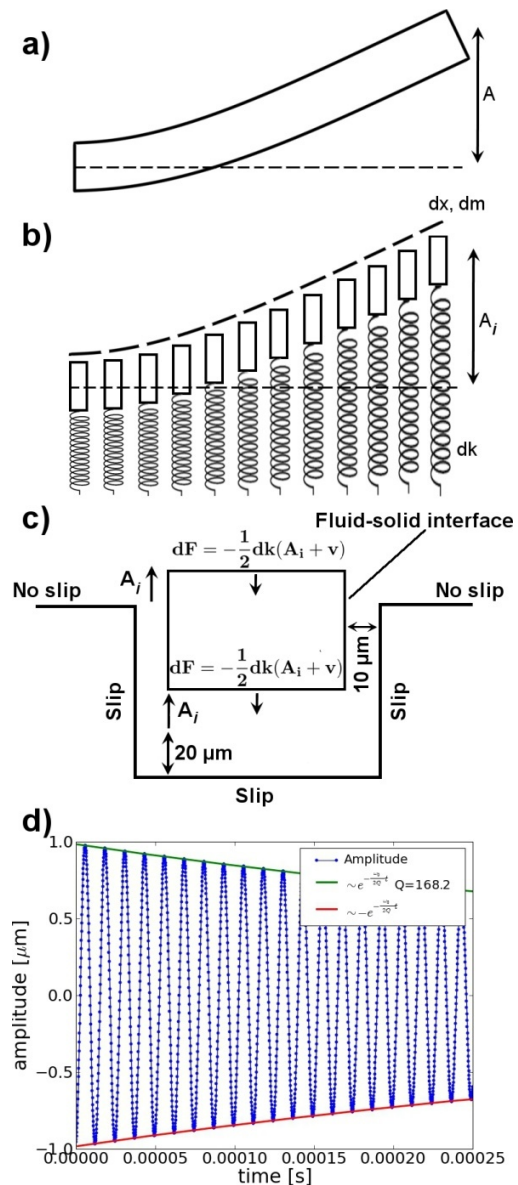 a)
A
dx, dm
b)
A_i
dk
c)
Fluid-solid interface
dF = -1/2 dk(A_i + v)
A_i
No slip
No slip
dF = -1/2 dk(A_i + v)
Slip
10 μm
Slip
A_i
20 μm
Slip
d)
1.0
0.5
0.0
−0.5
−1.0
amplitude [μm]
Amplitude
Q=168.2
0.00000
0.00005
0.00010
0.00015
0.00020
0.00025
time [s]